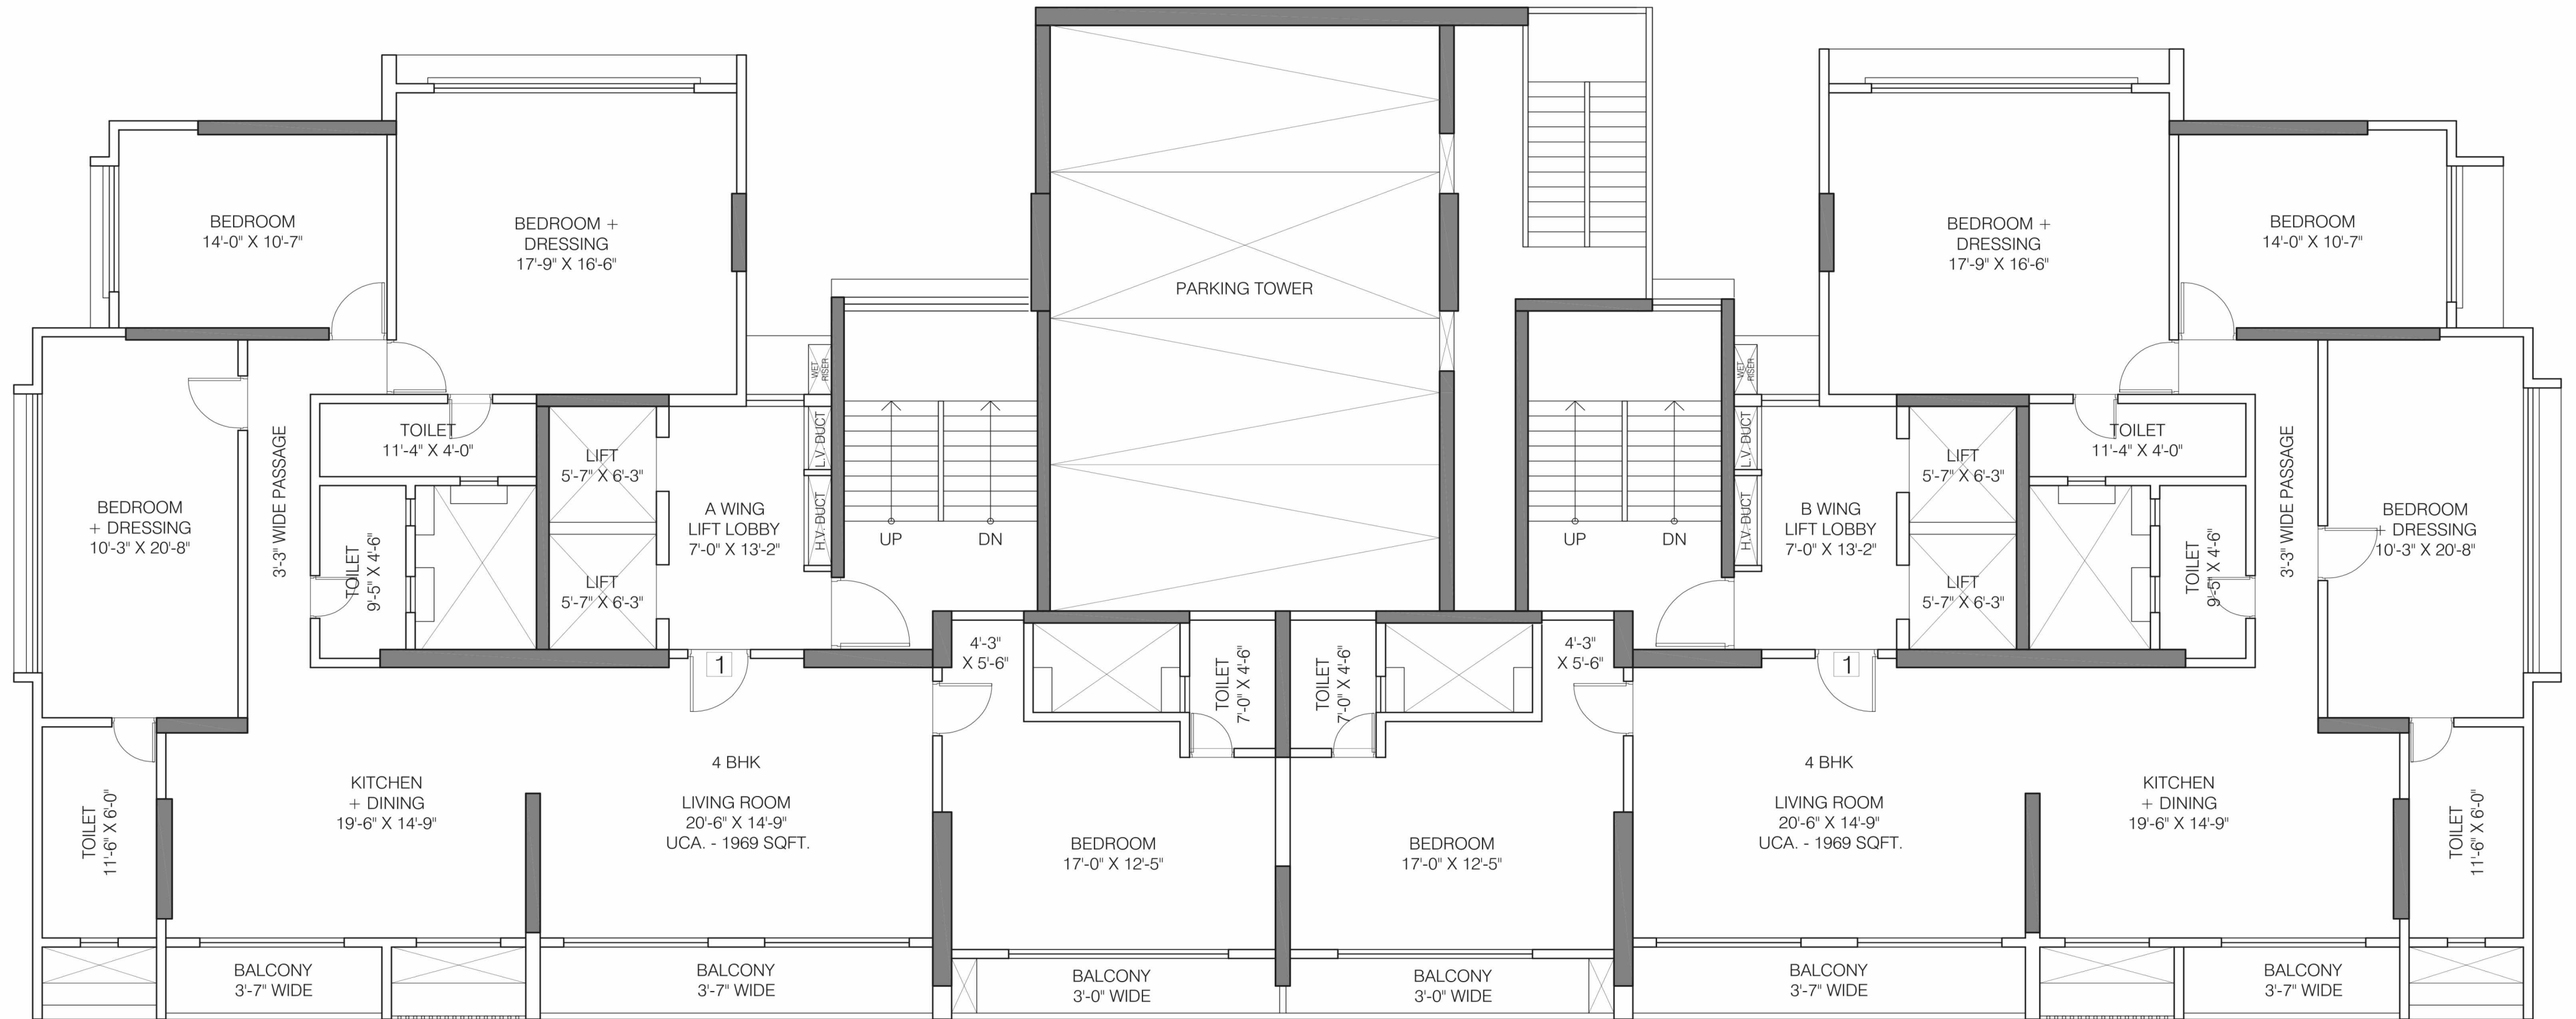 BEDROOM
14'-0" X 10'-7"
BEDROOM +
DRESSING
17'-9" X 16'-6"
PARKING TOWER
BEDROOM +
DRESSING
17'-9" X 16'-6"
BEDROOM
14'-0" X 10'-7"
BEDROOM
+ DRESSING
10'-3" X 20'-8"
3'-3" WIDE PASSAGE
TOILET
11'-4" X 4'-0"
TOILET
9'-5" X 4'-6"
LIFT
5'-7" X 6'-3"
LIFT
5'-7" X 6'-3"
A WING
LIFT LOBBY
7'-0" X 13'-2"
WET
RISER
L.V. DUCT
H.V. DUCT
UP
DN
UP
DN
WET
RISER
L.V. DUCT
H.V. DUCT
B WING
LIFT LOBBY
7'-0" X 13'-2"
LIFT
5'-7" X 6'-3"
LIFT
5'-7" X 6'-3"
TOILET
11'-4" X 4'-0"
TOILET
9'-5" X 4'-6"
3'-3" WIDE PASSAGE
BEDROOM
+ DRESSING
10'-3" X 20'-8"
1
4'-3"
X 5'-6"
TOILET
7'-0" X 4'-6"
TOILET
7'-0" X 4'-6"
4'-3"
X 5'-6"
1
TOILET
11'-6" X 6'-0"
KITCHEN
+ DINING
19'-6" X 14'-9"
4 BHK
LIVING ROOM
20'-6" X 14'-9"
UCA. - 1969 SQFT.
BEDROOM
17'-0" X 12'-5"
BEDROOM
17'-0" X 12'-5"
4 BHK
LIVING ROOM
20'-6" X 14'-9"
UCA. - 1969 SQFT.
KITCHEN
+ DINING
19'-6" X 14'-9"
TOILET
11'-6" X 6'-0"
BALCONY
3'-7" WIDE
BALCONY
3'-7" WIDE
BALCONY
3'-0" WIDE
BALCONY
3'-0" WIDE
BALCONY
3'-7" WIDE
BALCONY
3'-7" WIDE